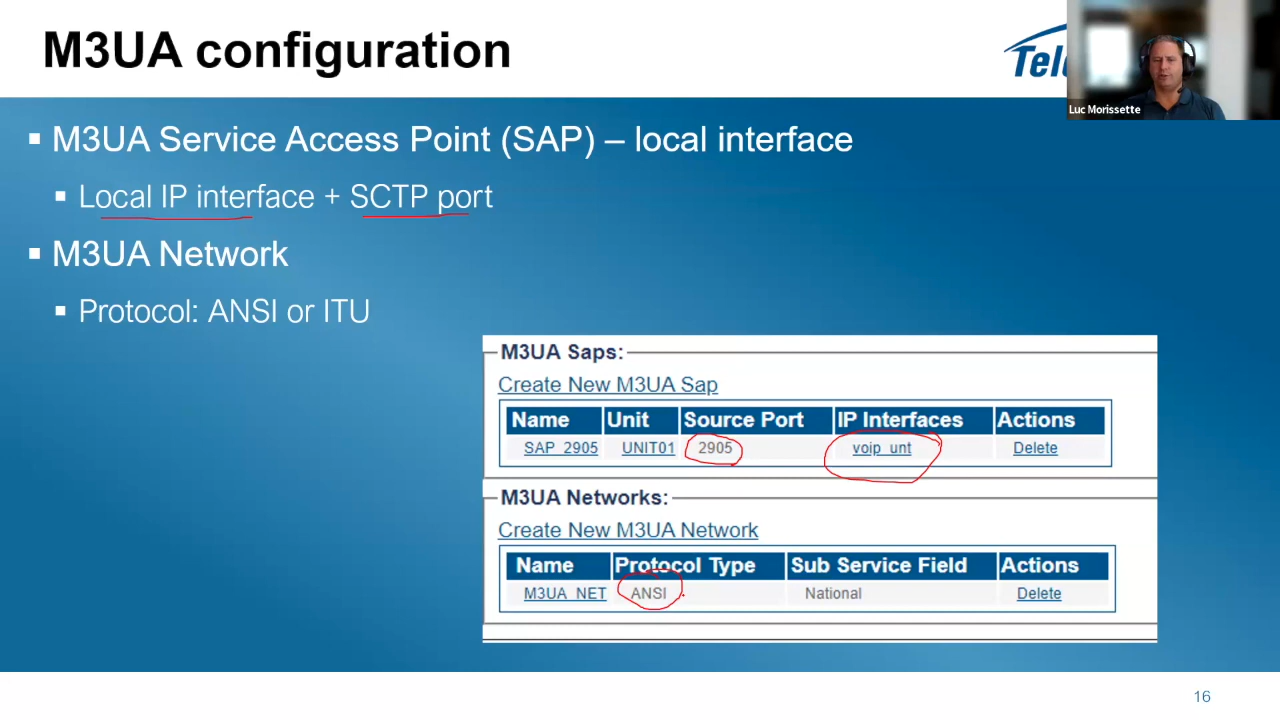 M3UA configuration
Tel
Luc Morissette
▪ M3UA Service Access Point (SAP) – local interface
▪ Local IP interface + SCTP port
▪ M3UA Network
▪ Protocol: ANSI or ITU
M3UA Saps:
Create New M3UA Sap
Name Unit Source Port IP Interfaces Actions
SAP_2905 UNIT01 2905 voip_unt Delete
M3UA Networks:
Create New M3UA Network
Name Protocol Type Sub Service Field Actions
M3UA_NET ANSI National Delete
16